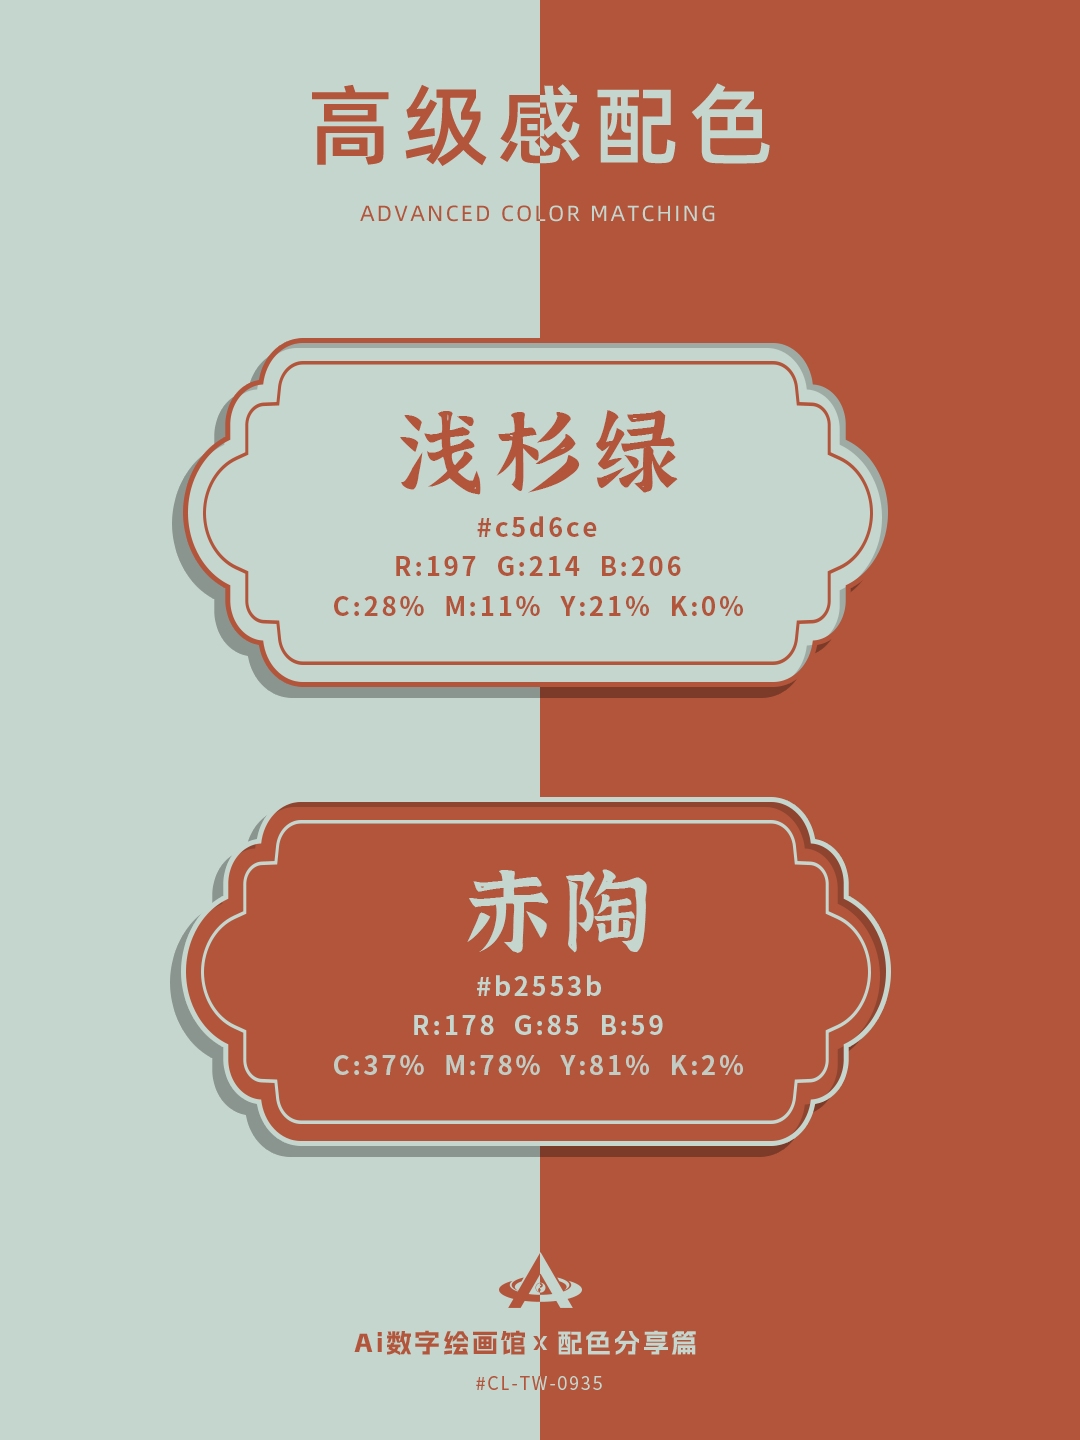 高级感配色
ADVANCED COLOR MATCHING
浅杉绿
#c5d6ce
R:197 G:214 B:206
C:28% M:11% Y:21% K:0%
赤陶
#b2553b
R:178 G:85 B:59
C:37% M:78% Y:81% K:2%
Ai数字绘画馆 x 配色分享篇
#CL-TW-0935